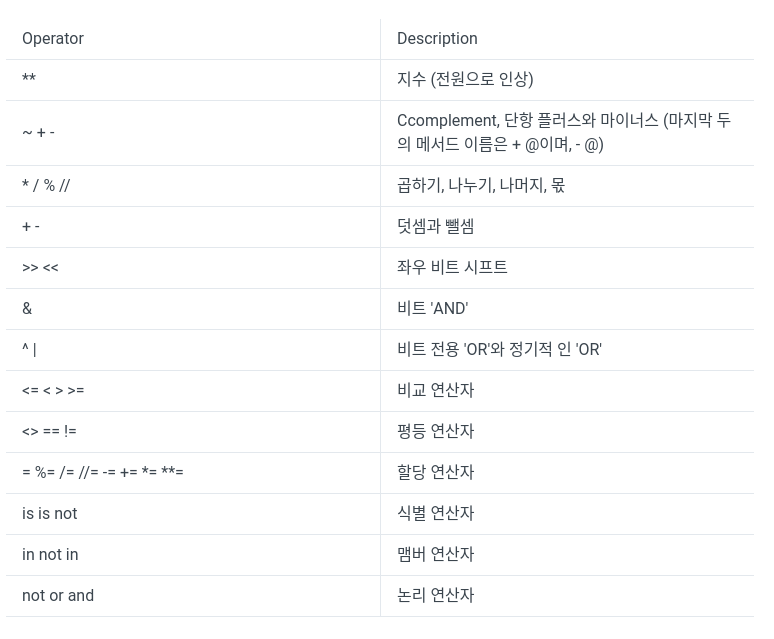 Operator Description
** 지수 (전원으로 인상)
~ + - Ccomplement, 단항 플러스와 마이너스 (마지막 두
의 메서드 이름은 + @이며, - @)
* / % // 곱하기, 나누기, 나머지, 몫
+ - 덧셈과 뺄셈
>> << 좌우 비트 시프트
& 비트 'AND'
^ | 비트 전용 'OR'와 정기적 인 'OR'
<= < > >= 비교 연산자
<> == != 평등 연산자
= %= /= //= -= += *= **= 할당 연산자
is is not 식별 연산자
in not in 맴버 연산자
not or and 논리 연산자